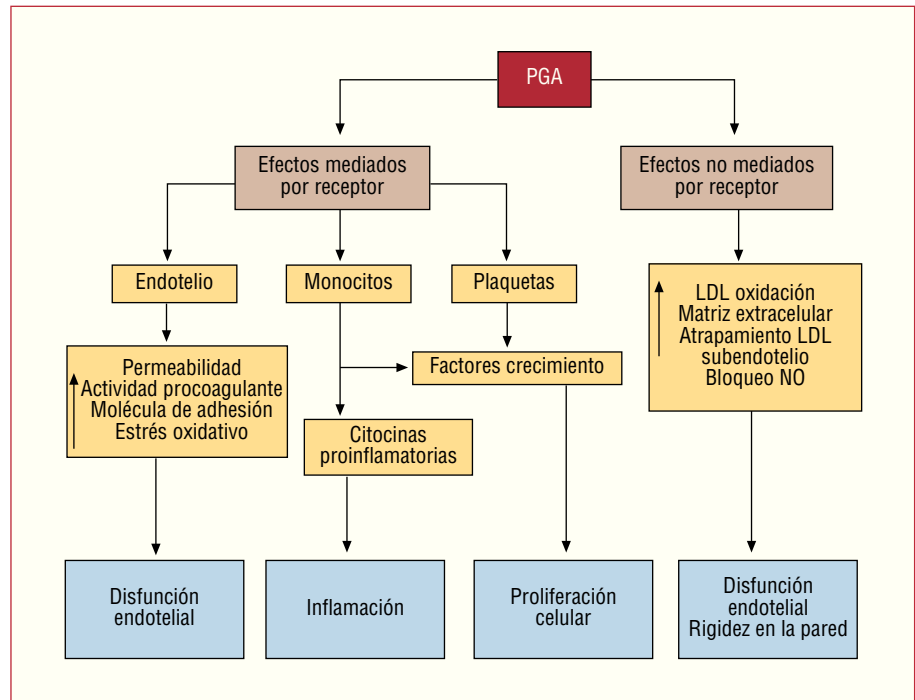 PGA
Efectos mediados
por receptor
Efectos no mediados
por receptor
Endotelio
Monocitos
Plaquetas
LDL oxidación
Matriz extracelular
Atrapamiento LDL
subendotelio
Bloqueo NO
Permeabilidad
Actividad procoagulante
Molécula de adhesión
Estrés oxidativo
Factores crecimiento
Citocinas
proinflamatorias
Disfunción
endotelial
Inflamación
Proliferación
celular
Disfunción
endotelial
Rigidez en la pared